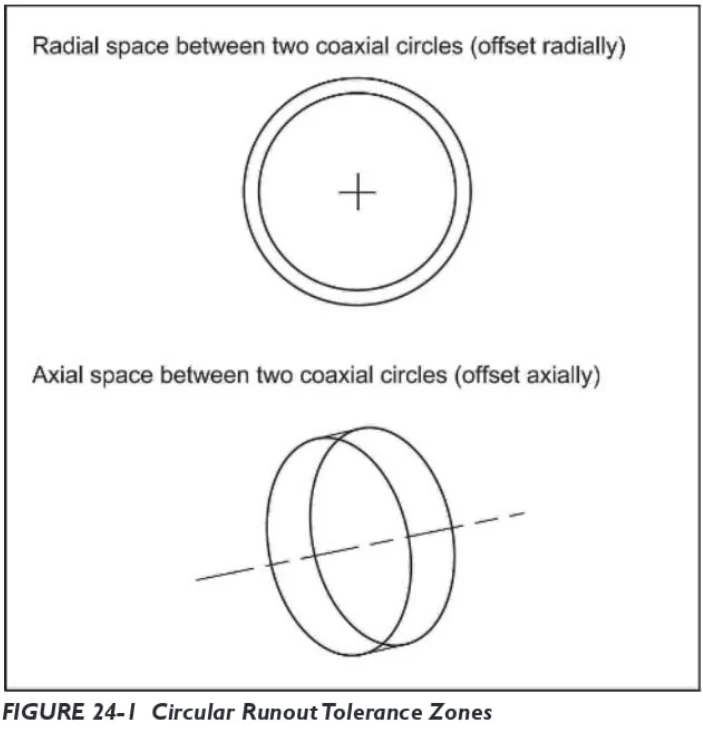 Radial space between two coaxial circles (offset radially)
Axial space between two coaxial circles (offset axially)
FIGURE 24-1 Circular Runout Tolerance Zones